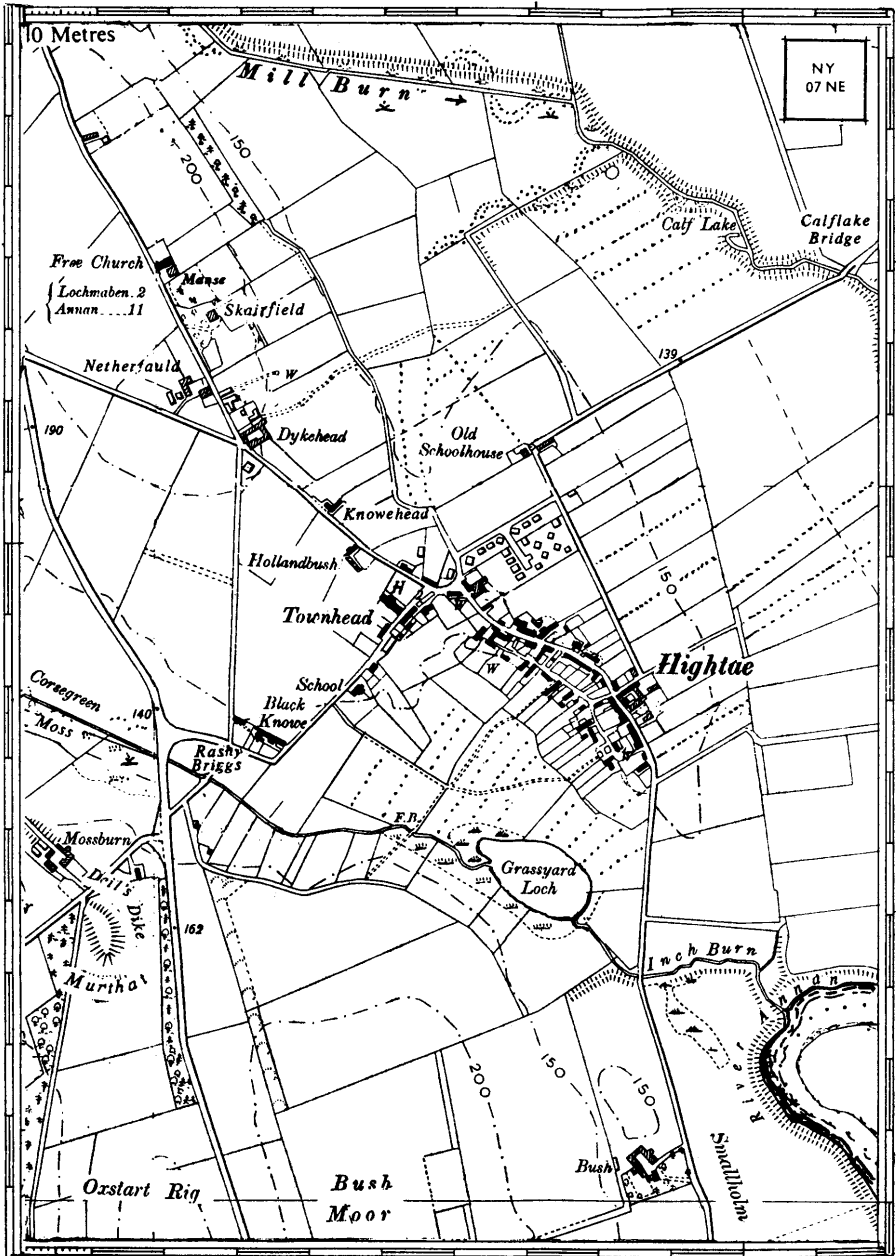 0 Metres
NY
07 NE
Mill Burn
150
200
Calf Lake
Calflake
Bridge
Free Church
Manse
Lochmaben. 2
Annan.... 11
Skairfield
139
Netherfauld
W
190
Dykehead
Old
Schoolhouse
Knowehead
150
Hollandbush
H
Townhead
Hightae
W
School
Corsegreen
Moss
140
Black
Knowe
Rashy
Briggs
F.B.
Mossburn
Grassyard
Loch
Deil's
Dike
162
Inch Burn
Murthat
River Annan
200
150
150
Smallholm
Bush
Oxstart Rig
Bush
Moor